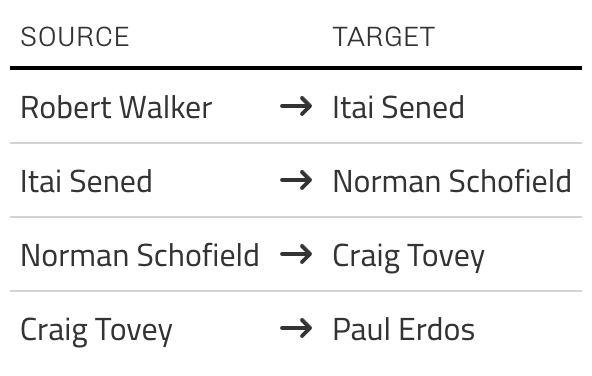 SOURCE TARGET
Robert Walker → Itai Sened
Itai Sened → Norman Schofield
Norman Schofield → Craig Tovey
Craig Tovey → Paul Erdos